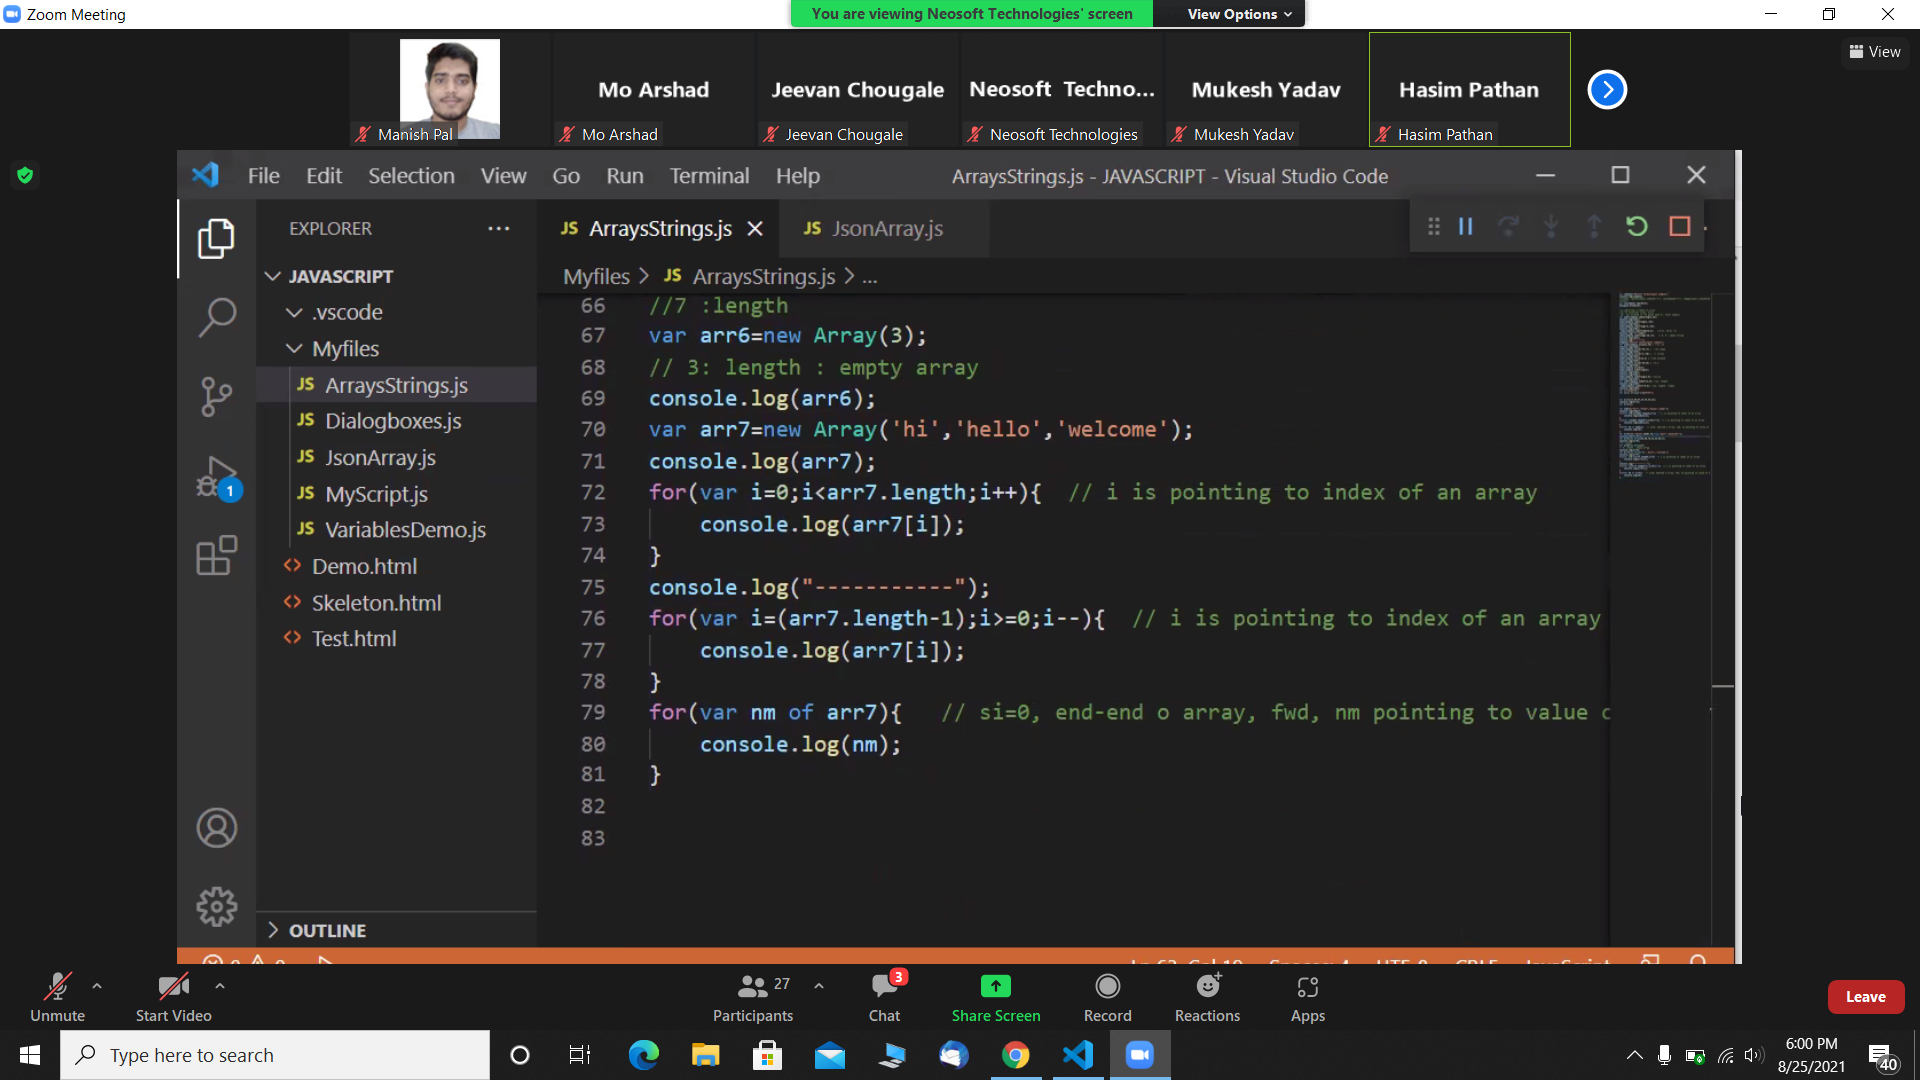 Zoom Meeting
You are viewing Neosoft Technologies' screen
View Options
View
Manish Pal
Mo Arshad
Mo Arshad
Jeevan Chougale
Jeevan Chougale
Neosoft Techno...
Neosoft Technologies
Mukesh Yadav
Mukesh Yadav
Hasim Pathan
Hasim Pathan
File Edit Selection View Go Run Terminal Help
ArraysStrings.js - JAVASCRIPT - Visual Studio Code
EXPLORER
JAVASCRIPT
.vscode
Myfiles
JS ArraysStrings.js
JS Dialogboxes.js
JS JsonArray.js
JS MyScript.js
JS VariablesDemo.js
<> Demo.html
<> Skeleton.html
<> Test.html
OUTLINE
1
JS ArraysStrings.js
JS JsonArray.js
Myfiles > JS ArraysStrings.js > ...
66 //7 :length
67 var arr6=new Array(3);
68 // 3: length : empty array
69 console.log(arr6);
70 var arr7=new Array('hi','hello','welcome');
71 console.log(arr7);
72 for(var i=0;i<arr7.length;i++){  // i is pointing to index of an array
73     console.log(arr7[i]);
74 }
75 console.log("-----------");
76 for(var i=(arr7.length-1);i>=0;i--){  // i is pointing to index of an array
77     console.log(arr7[i]);
78 }
79 for(var nm of arr7){   // si=0, end-end o array, fwd, nm pointing to value
80     console.log(nm);
81 }
82
83
Unmute
Start Video
27
Participants
3
Chat
Share Screen
Record
Reactions
Apps
Leave
Type here to search
6:00 PM
8/25/2021
40